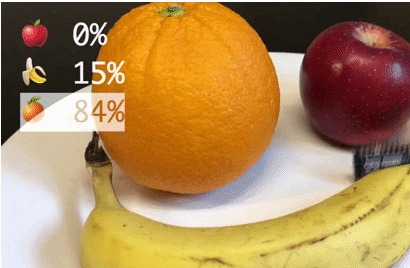 🍎 0%
🍌 15%
🍊 84%